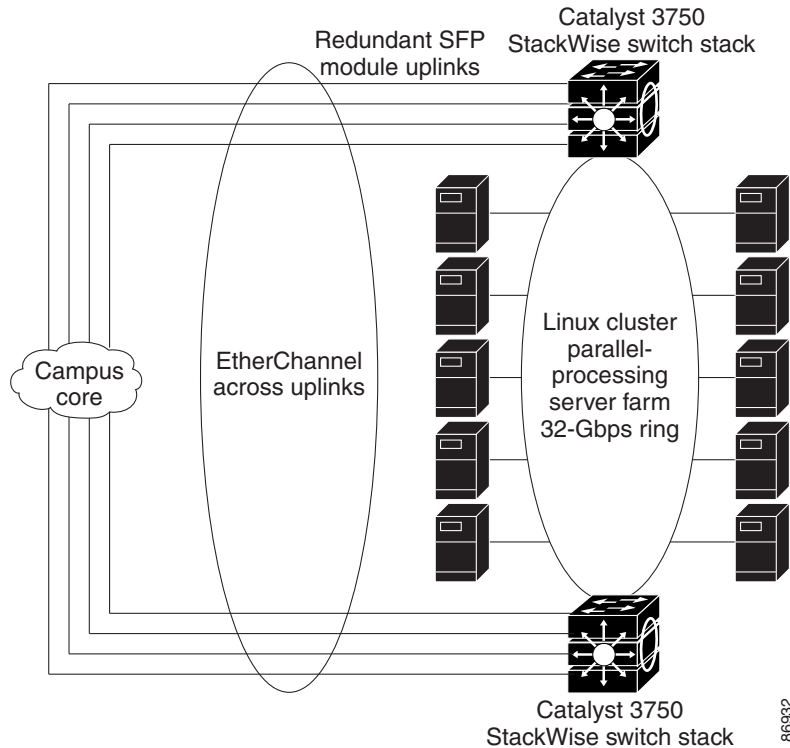 Catalyst 3750
StackWise switch stack
Redundant SFP
module uplinks
Campus
core
EtherChannel
across uplinks
Linux cluster
parallel-
processing
server farm
32-Gbps ring
Catalyst 3750
StackWise switch stack
86932